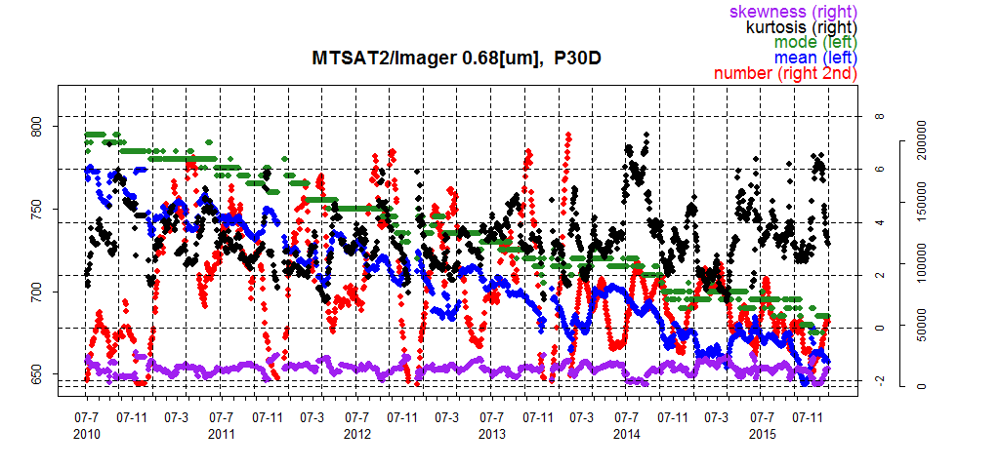 skewness (right)
kurtosis (right)
mode (left)
mean (left)
number (right 2nd)
MTSAT2/Imager 0.68[um],  P30D
800
750
700
650
8
6
4
2
0
-2
200000
150000
100000
50000
0
07-7 07-11 07-3 07-7 07-11 07-3 07-7 07-11 07-3 07-7 07-11 07-3 07-7 07-11 07-3 07-7 07-11
2010 2011 2012 2013 2014 2015